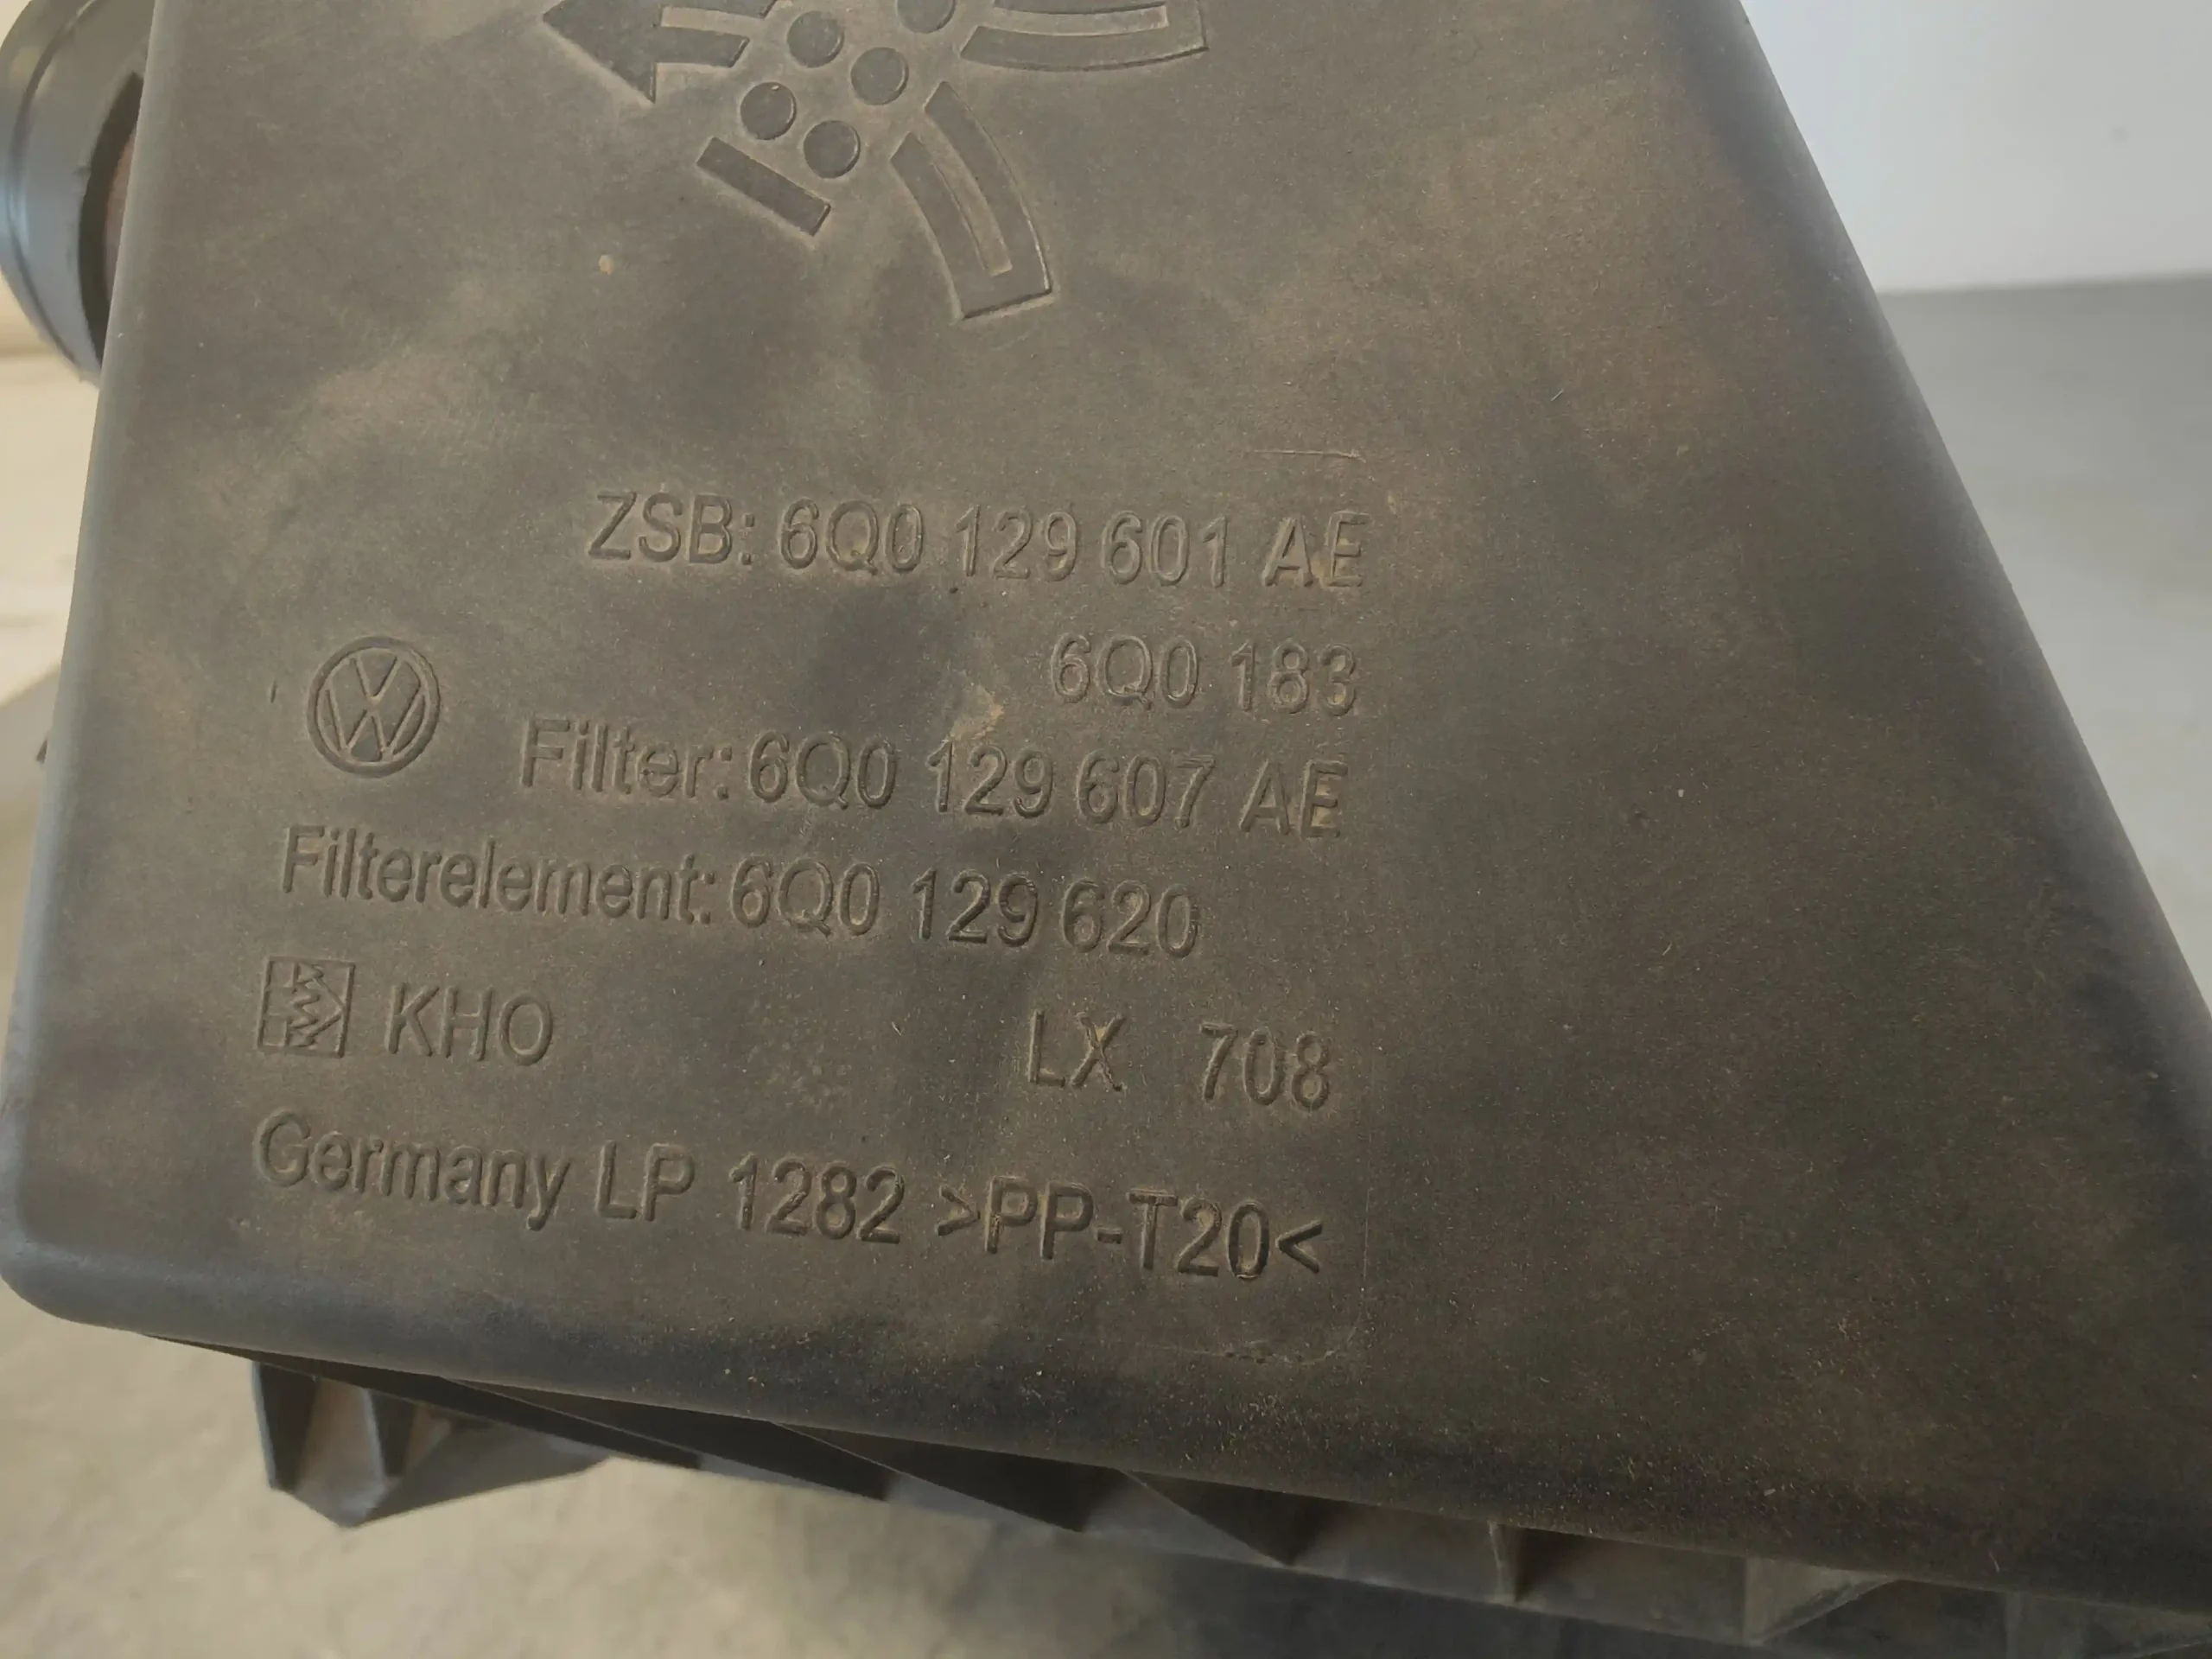 ZSB: 6Q0 129 601 AE
6Q0 183
Filter: 6Q0 129 607 AE
Filterelement: 6Q0 129 620
KHO LX 708
Germany LP 1282 >PP-T20<